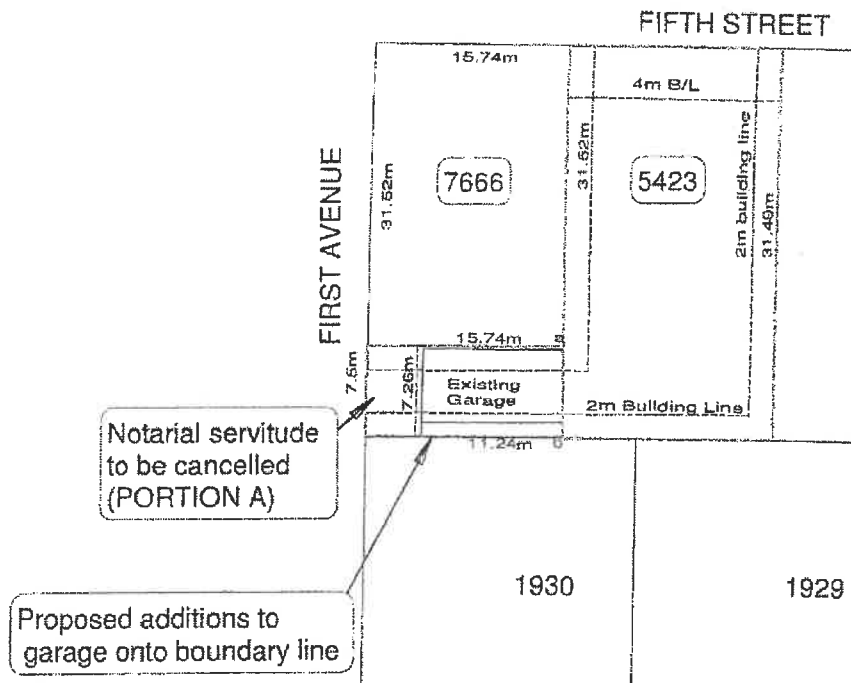 FIFTH STREET
15.74m
4m B/L
FIRST AVENUE
31.52m
7666
31.52m
5423
2m building line
31.49m
15.74m
7.5m
7.26m
Existing
Garage
2m Building Line
11.24m
Notarial servitude
to be cancelled
(PORTION A)
1930
1929
Proposed additions to
garage onto boundary line